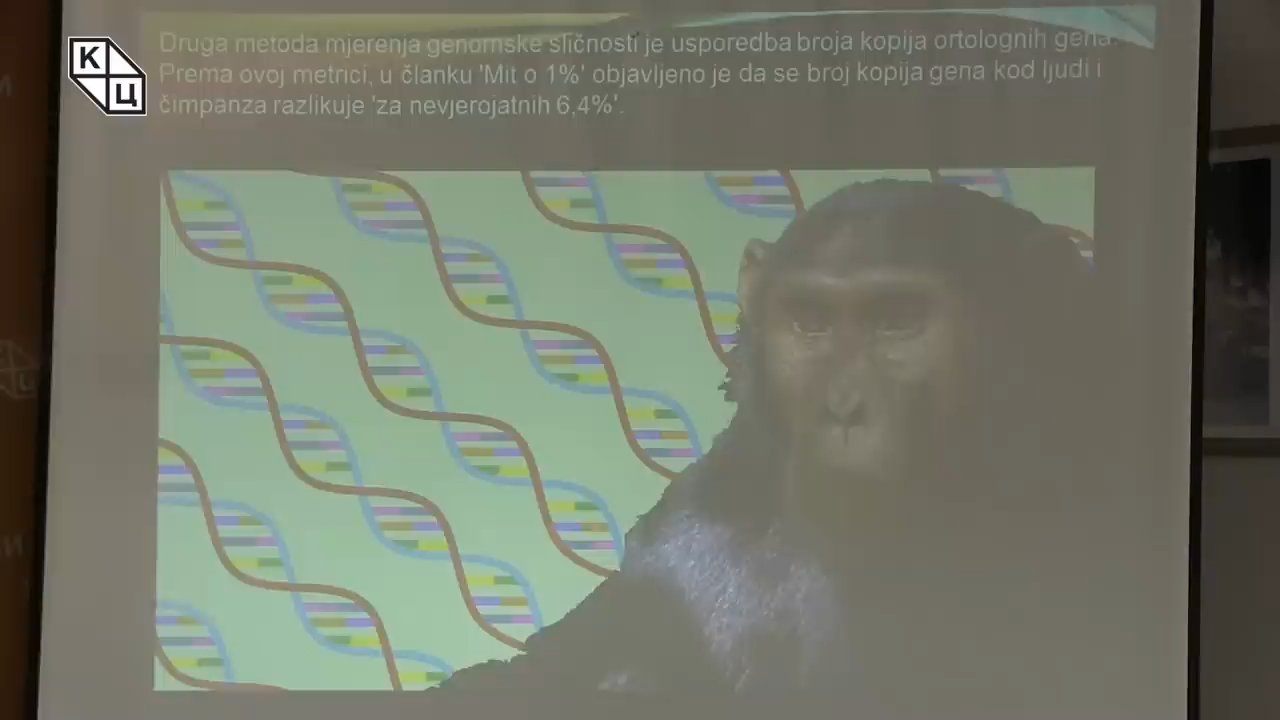 К
Ц
Druga metoda mjerenja genomske sličnosti je usporedba broja kopija ortolognih gena.
Prema ovoj metrici, u članku 'Mit o 1%' objavljeno je da se broj kopija gena kod ljudi i
čimpanza razlikuje 'za nevjerojatnih 6,4%'.